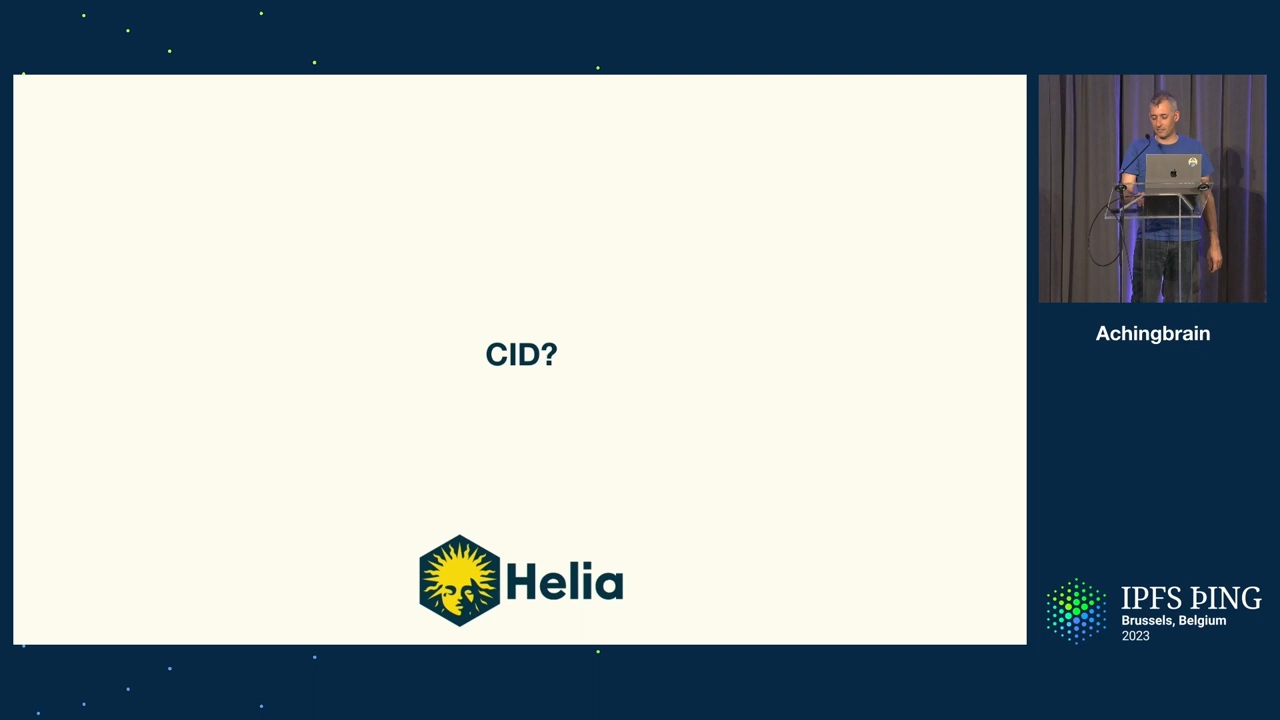 CID?
Helia
Achingbrain
IPFS ÞING
Brussels, Belgium
2023